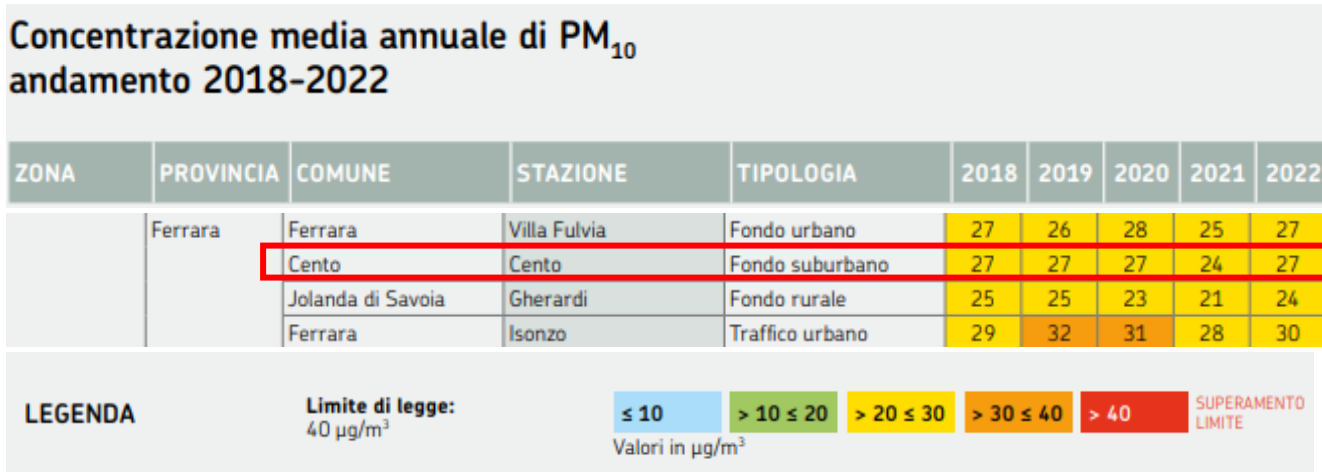 Concentrazione media annuale di PM10
andamento 2018-2022
ZONA PROVINCIA COMUNE STAZIONE TIPOLOGIA 2018 2019 2020 2021 2022
Ferrara Ferrara Villa Fulvia Fondo urbano 27 26 28 25 27
Cento Cento Fondo suburbano 27 27 27 24 27
Jolanda di Savoia Gherardi Fondo rurale 25 25 23 21 24
Ferrara Isonzo Traffico urbano 29 32 31 28 30
LEGENDA
Limite di legge:
40 µg/m³
≤ 10 > 10 ≤ 20 > 20 ≤ 30 > 30 ≤ 40 > 40
SUPERAMENTO
LIMITE
Valori in µg/m³